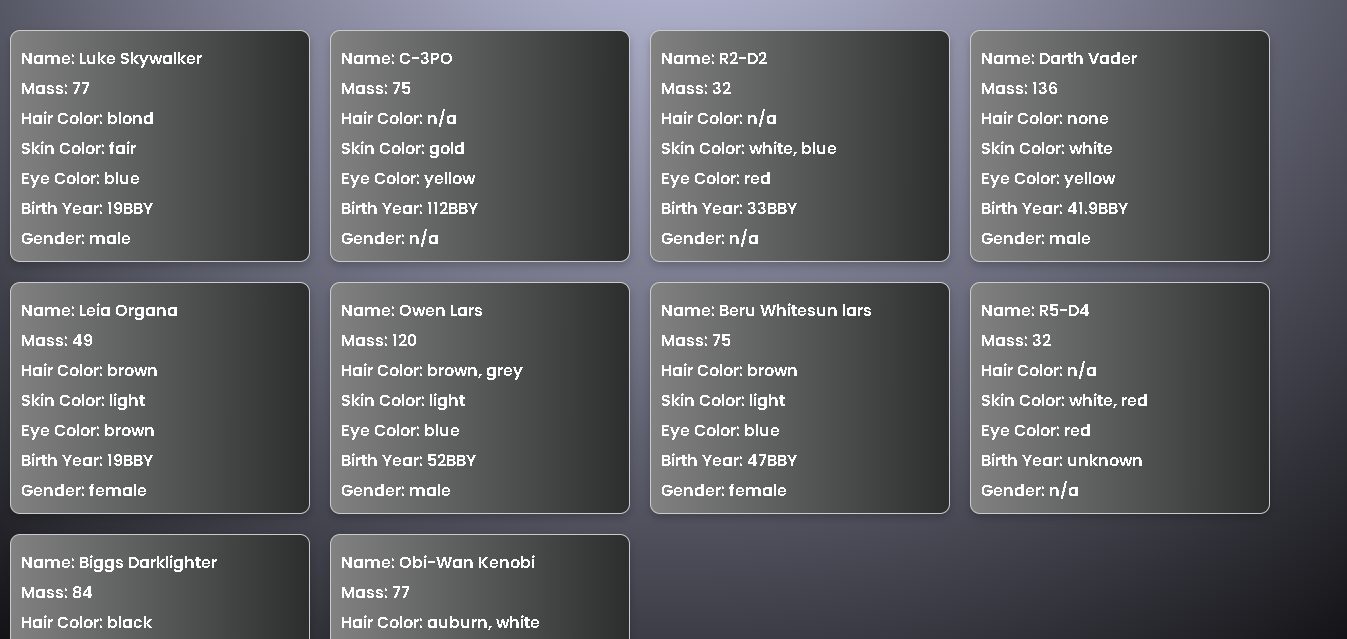 Name: Luke Skywalker
Mass: 77
Hair Color: blond
Skin Color: fair
Eye Color: blue
Birth Year: 19BBY
Gender: male
Name: C-3PO
Mass: 75
Hair Color: n/a
Skin Color: gold
Eye Color: yellow
Birth Year: 112BBY
Gender: n/a
Name: R2-D2
Mass: 32
Hair Color: n/a
Skin Color: white, blue
Eye Color: red
Birth Year: 33BBY
Gender: n/a
Name: Darth Vader
Mass: 136
Hair Color: none
Skin Color: white
Eye Color: yellow
Birth Year: 41.9BBY
Gender: male
Name: Leia Organa
Mass: 49
Hair Color: brown
Skin Color: light
Eye Color: brown
Birth Year: 19BBY
Gender: female
Name: Owen Lars
Mass: 120
Hair Color: brown, grey
Skin Color: light
Eye Color: blue
Birth Year: 52BBY
Gender: male
Name: Beru Whitesun lars
Mass: 75
Hair Color: brown
Skin Color: light
Eye Color: blue
Birth Year: 47BBY
Gender: female
Name: R5-D4
Mass: 32
Hair Color: n/a
Skin Color: white, red
Eye Color: red
Birth Year: unknown
Gender: n/a
Name: Biggs Darklighter
Mass: 84
Hair Color: black
Name: Obi-Wan Kenobi
Mass: 77
Hair Color: auburn, white